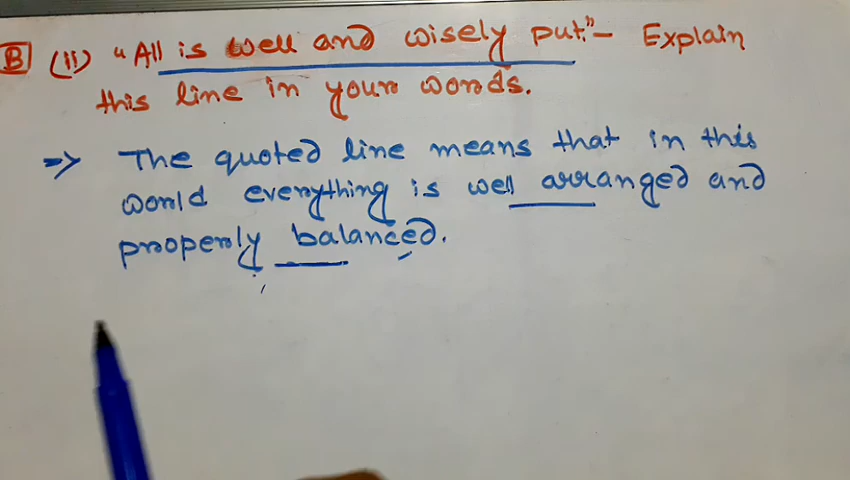 B (ii) "All is well and wisely put."- Explain
this line in your words.
=> The quoted line means that in this
world everything is well arranged and
properly balanced.